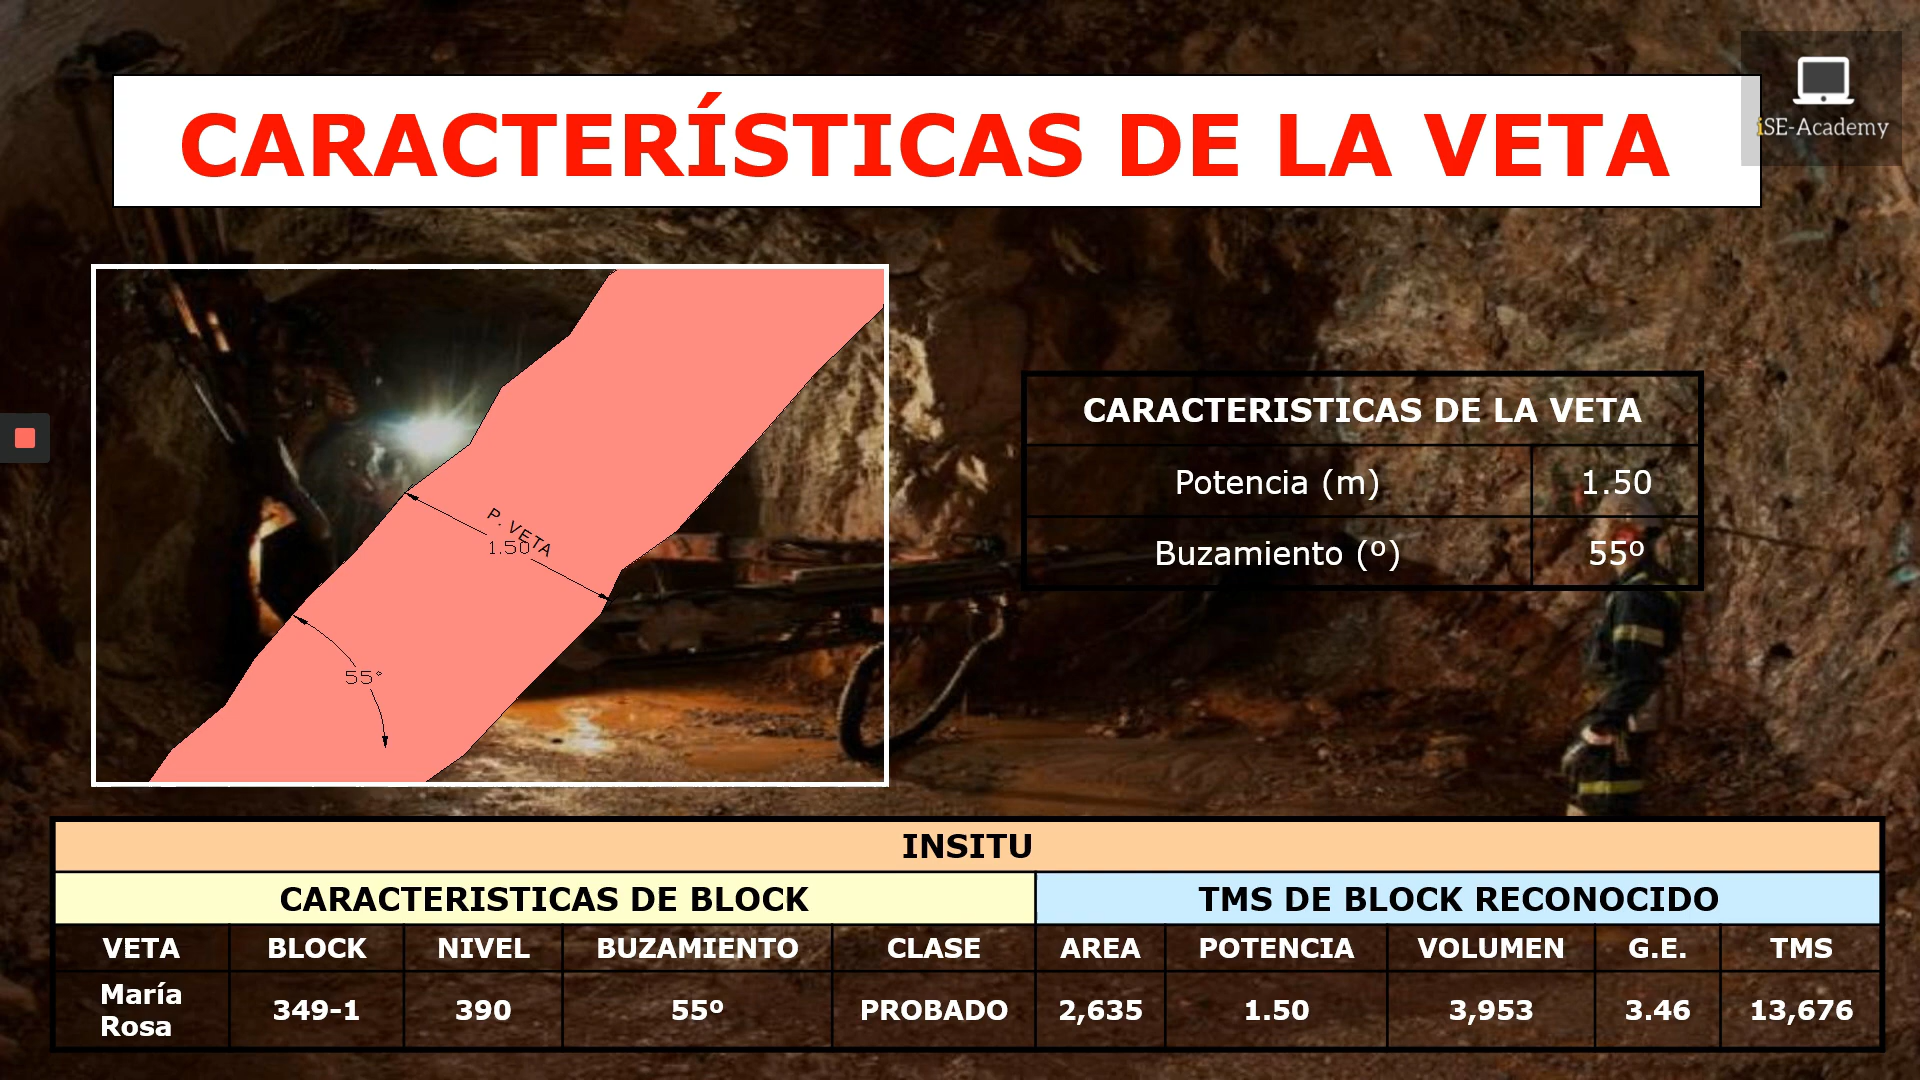 CARACTERÍSTICAS DE LA VETA
iSE-Academy
P. VETA
1.50
55°
CARACTERISTICAS DE LA VETA
Potencia (m) 1.50
Buzamiento (º) 55º
INSITU
CARACTERISTICAS DE BLOCK TMS DE BLOCK RECONOCIDO
VETA BLOCK NIVEL BUZAMIENTO CLASE AREA POTENCIA VOLUMEN G.E. TMS
María Rosa 349-1 390 55º PROBADO 2,635 1.50 3,953 3.46 13,676